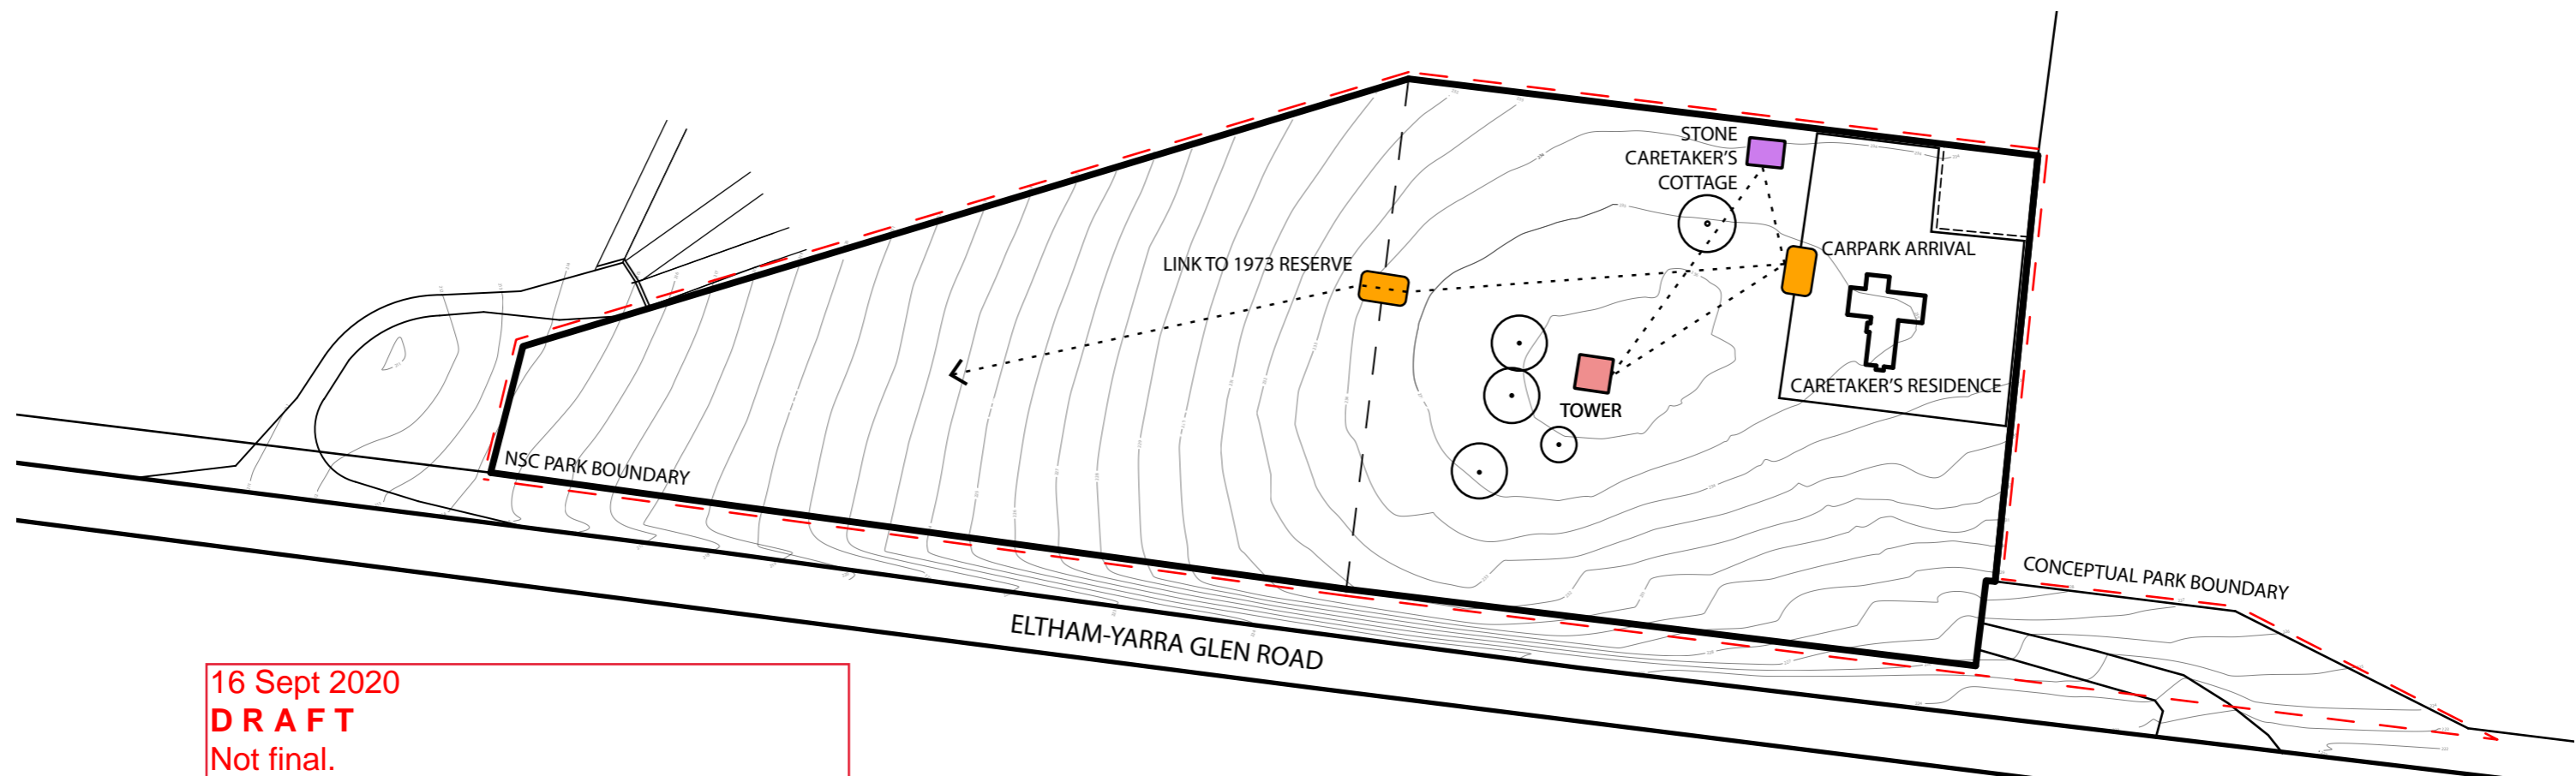 STONE
CARETAKER'S
COTTAGE
CARPARK ARRIVAL
LINK TO 1973 RESERVE
CARETAKER'S RESIDENCE
TOWER
NSC PARK BOUNDARY
CONCEPTUAL PARK BOUNDARY
ELTHAM-YARRA GLEN ROAD
16 Sept 2020
DRAFT
Not final.